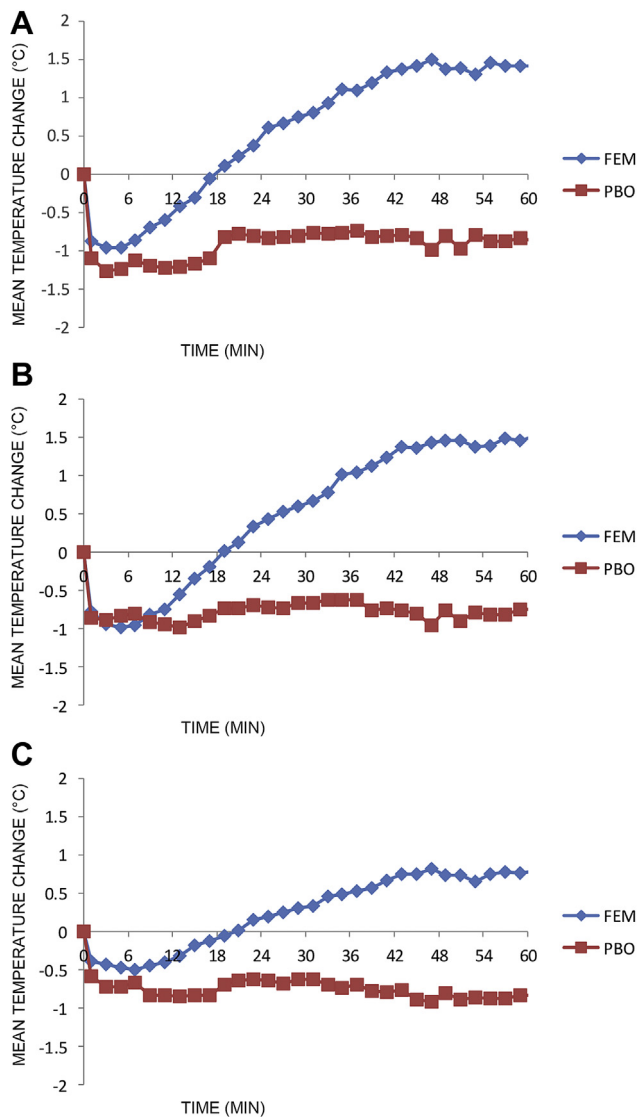 A
MEAN TEMPERATURE CHANGE (°C)
2
1.5
1
0.5
0
-0.5
-1
-1.5
-2
0 6 12 18 24 30 36 42 48 54 60
TIME (MIN)
FEM
PBO
B
MEAN TEMPERATURE CHANGE (°C)
2
1.5
1
0.5
0
-0.5
-1
-1.5
-2
0 6 12 18 24 30 36 42 48 54 60
TIME (MIN)
FEM
PBO
C
MEAN TEMPERATURE CHANGE (°C)
2
1.5
1
0.5
0
-0.5
-1
-1.5
-2
0 6 12 18 24 30 36 42 48 54 60
TIME (MIN)
FEM
PBO